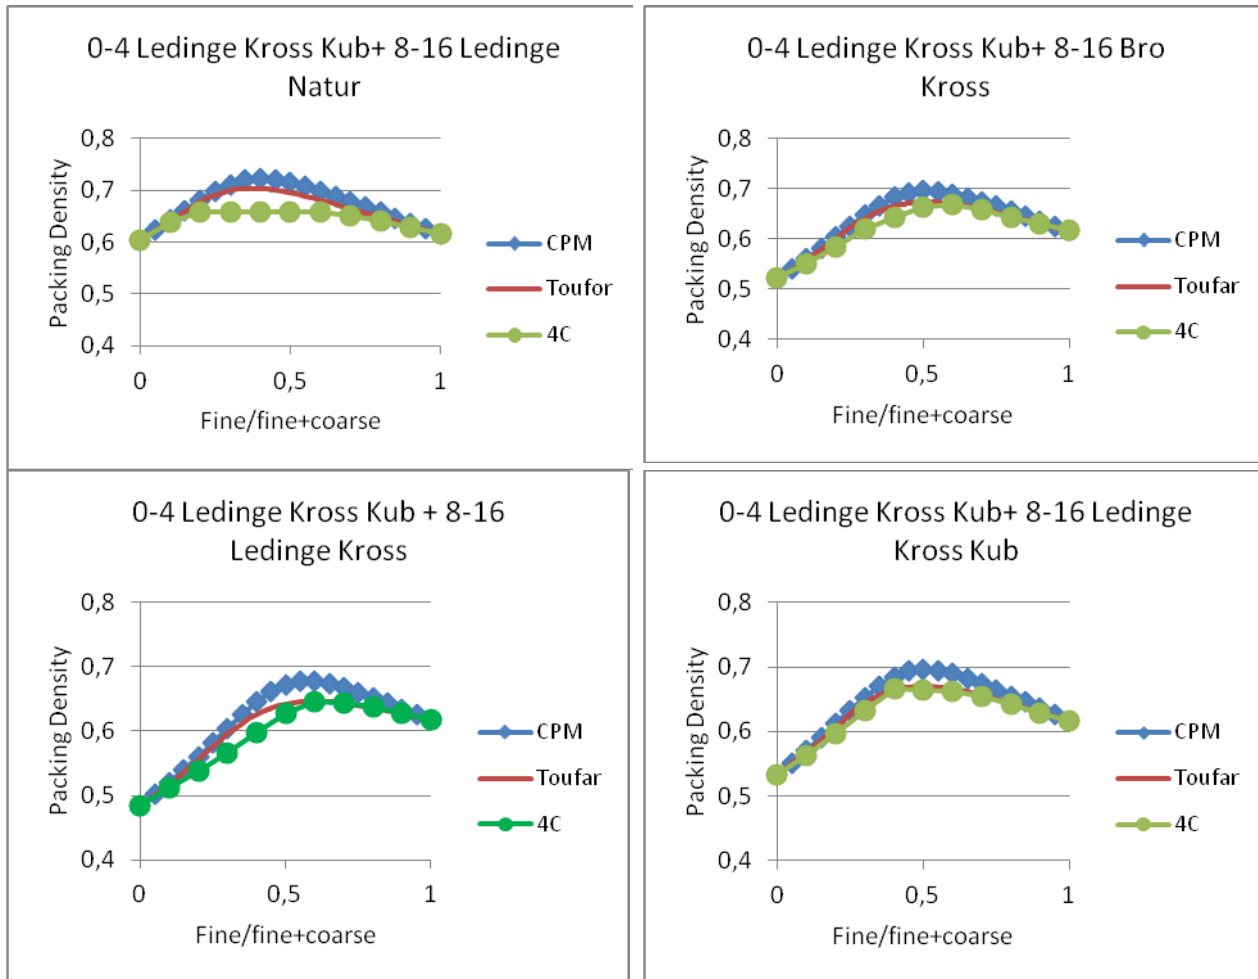 0-4 Ledinge Kross Kub+ 8-16 Ledinge
Natur
0,8
0,7
0,6
0,5
0,4
Packing Density
0
0,5
1
Fine/fine+coarse
CPM
Toufor
4C
0-4 Ledinge Kross Kub+ 8-16 Bro
Kross
0,8
0,7
0,6
0,5
0,4
Packing Density
0
0,5
1
Fine/fine+coarse
CPM
Toufar
4C
0-4 Ledinge Kross Kub + 8-16
Ledinge Kross
0,8
0,7
0,6
0,5
0,4
Packing Density
0
0,5
1
Fine/fine+coarse
CPM
Toufar
4C
0-4 Ledinge Kross Kub+ 8-16 Ledinge
Kross Kub
0,8
0,7
0,6
0,5
0,4
Packing Density
0
0,5
1
Fine/fine+coarse
CPM
Toufar
4C